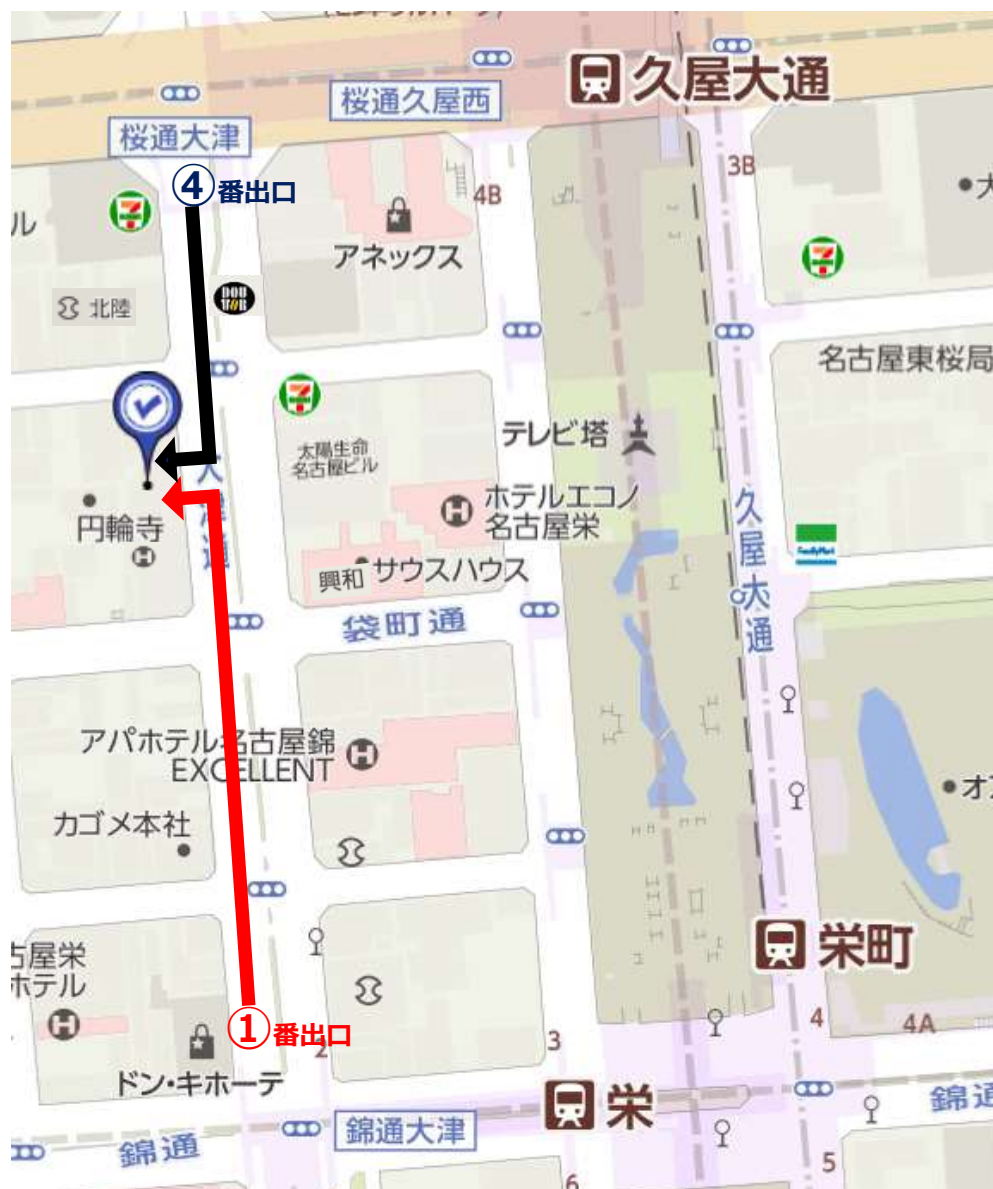 久屋大通
桜通久屋西
桜通大津
④番出口
4B
3B
ル
アネックス
北陸
DOU
TOR
名古屋東桜局
テレビ塔
太陽生命
名古屋ビル
ホテルエコノ
名古屋栄
円輪寺
大津通
久屋大通
FamilyMart
興和
サウスハウス
袋町通
アパホテル名古屋錦
EXCELLENT
カゴメ本社
栄町
古屋栄
ホテル
①番出口
2
3
4
4A
ドン・キホーテ
栄
錦通大津
錦通
錦通
5
6